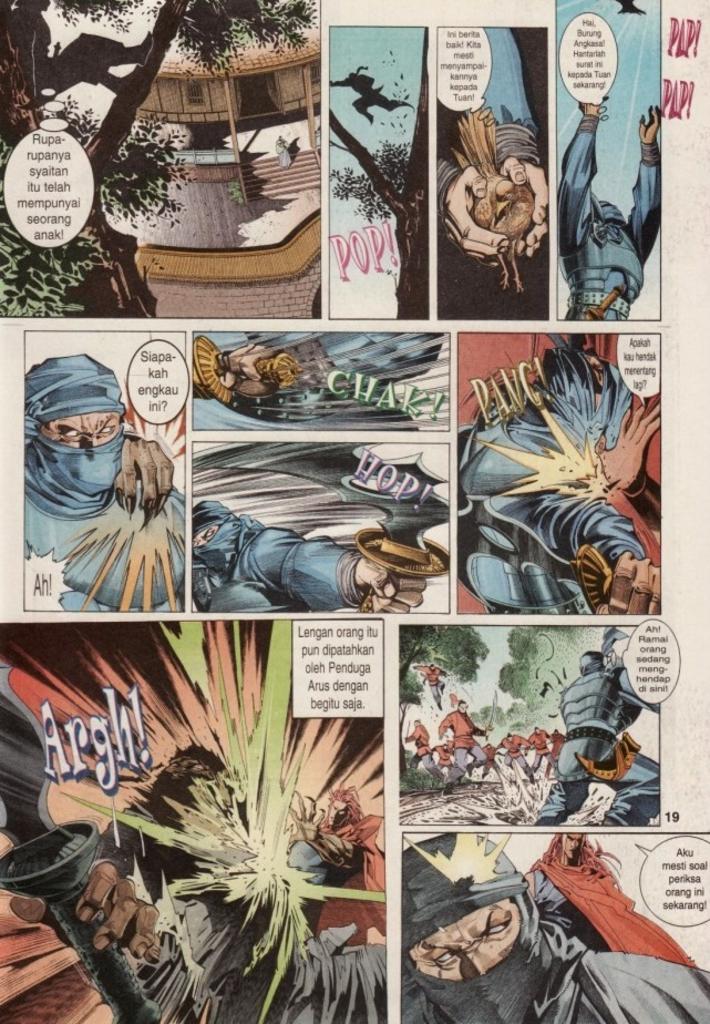 Rupa-
rupanya
syaitan
itu telah
mempunyai
seorang
anak!
POP!
Ini berita
baik! Kita
mesti
menyampai-
kannya
kepada
Tuan!
Hai,
Burung
Angkasa!
Hantarlah
surat ini
kepada Tuan
sekarang!
PAP!
PAP!
Siapa-
kah
engkau
ini?
Ah!
CHAK!
HOP!
PANG!
Apakah
kau hendak
menentang
lagi?
Argh!
Lengan orang itu
pun dipatahkan
oleh Penduga
Arus dengan
begitu saja.
Ah!
Ramai
orang
sedang
meng-
hendap
di sini!
19
Aku
mesti soal
periksa
orang ini
sekarang!